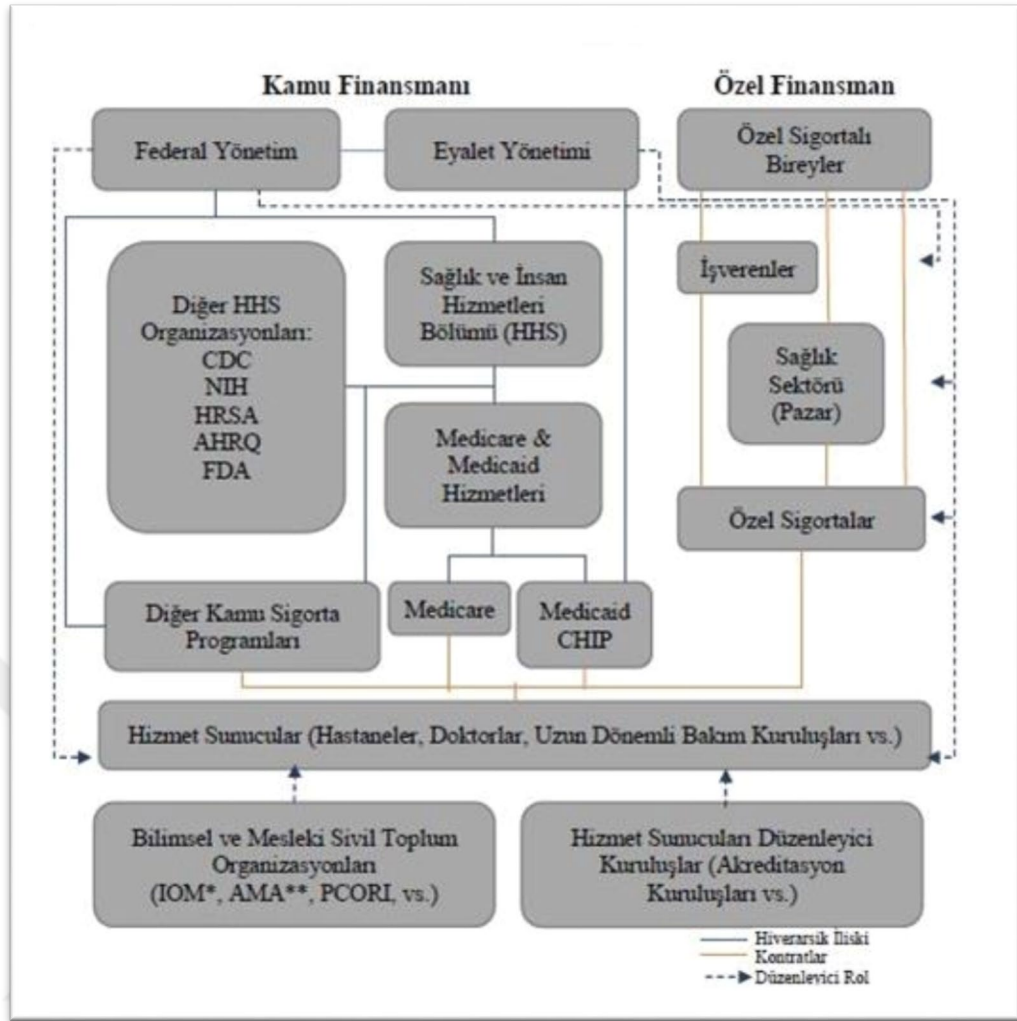 Kamu Finansmanı
Özel Finansman
Federal Yönetim
Eyalet Yönetimi
Özel Sigortalı
Bireyler
Diğer HHS
Organizasyonları:
CDC
NIH
HRSA
AHRQ
FDA
Sağlık ve İnsan
Hizmetleri
Bölümü (HHS)
İşverenler
Sağlık
Sektörü
(Pazar)
Medicare &
Medicaid
Hizmetleri
Özel Sigortalar
Diğer Kamu Sigorta
Programları
Medicare
Medicaid
CHIP
Hizmet Sunucular (Hastaneler, Doktorlar, Uzun Dönemli Bakım Kuruluşları vs.)
Bilimsel ve Mesleki Sivil Toplum
Organizasyonları
(IOM*, AMA**, PCORI, vs.)
Hizmet Sunucuları Düzenleyici
Kuruluşlar (Akreditasyon
Kuruluşları vs.)
Hiyerarsik İliski
Kontratlar
Düzenleyici Rol